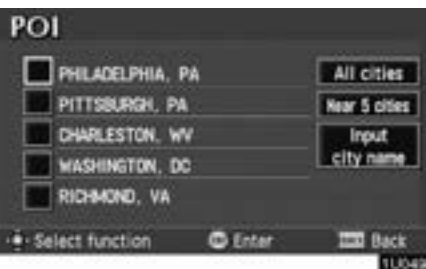 POI
PHILADELPHIA, PA
All cities
PITTSBURGH, PA
Near 5 cities
CHARLESTON, WV
Input
city name
WASHINGTON, DC
RICHMOND, VA
Select function
Enter
Back
1U049